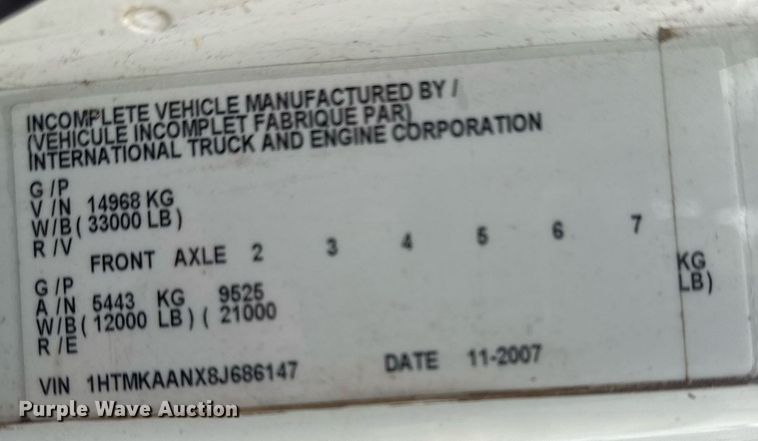 INCOMPLETE VEHICLE MANUFACTURED BY /
(VEHICULE INCOMPLET FABRIQUE PAR)
INTERNATIONAL TRUCK AND ENGINE CORPORATION
G /P
V /N 14968 KG
W/B ( 33000 LB )
R /V
FRONT AXLE 2 3 4 5 6 7
G /P
A /N 5443 KG 9525 KG
W/B ( 12000 LB ) ( 21000 LB)
R /E
VIN 1HTMKAANX8J686147 DATE 11-2007
Purple Wave Auction